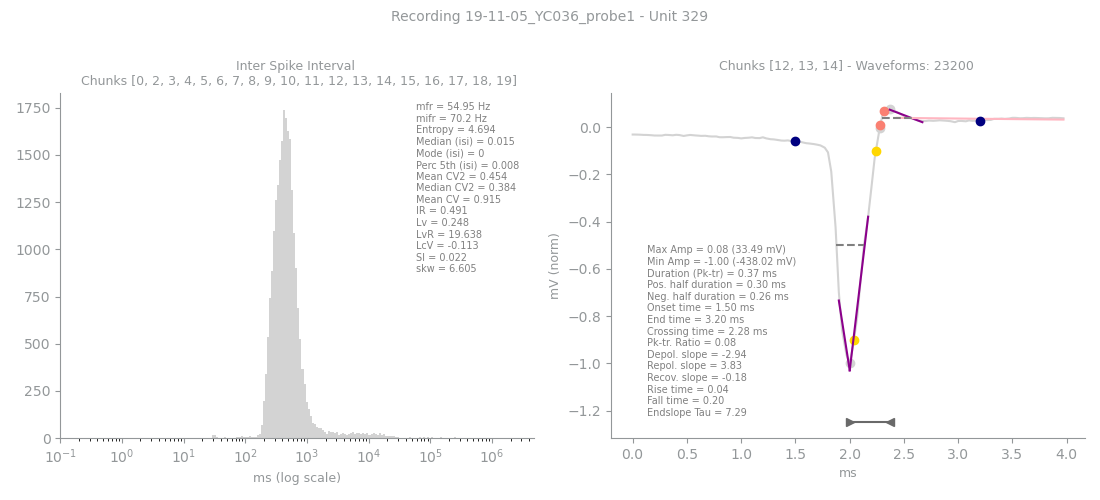 Recording 19-11-05_YC036_probe1 - Unit 329
Inter Spike Interval
Chunks [0, 2, 3, 4, 5, 6, 7, 8, 9, 10, 11, 12, 13, 14, 15, 16, 17, 18, 19]
1750
1500
1250
1000
750
500
250
0
mfr = 54.95 Hz
mifr = 70.2 Hz
Entropy = 4.694
Median (isi) = 0.015
Mode (isi) = 0
Perc 5th (isi) = 0.008
Mean CV2 = 0.454
Median CV2 = 0.384
Mean CV = 0.915
IR = 0.491
Lv = 0.248
LvR = 19.638
LcV = -0.113
SI = 0.022
skw = 6.605
10⁻¹ 10⁰ 10¹ 10² 10³ 10⁴ 10⁵ 10⁶
ms (log scale)
Chunks [12, 13, 14] - Waveforms: 23200
mV (norm)
0.0
−0.2
−0.4
−0.6
−0.8
−1.0
−1.2
Max Amp = 0.08 (33.49 mV)
Min Amp = -1.00 (-438.02 mV)
Duration (Pk-tr) = 0.37 ms
Pos. half duration = 0.30 ms
Neg. half duration = 0.26 ms
Onset time = 1.50 ms
End time = 3.20 ms
Crossing time = 2.28 ms
Pk-tr. Ratio = 0.08
Depol. slope = -2.94
Repol. slope = 3.83
Recov. slope = -0.18
Rise time = 0.04
Fall time = 0.20
Endslope Tau = 7.29
0.0 0.5 1.0 1.5 2.0 2.5 3.0 3.5 4.0
ms